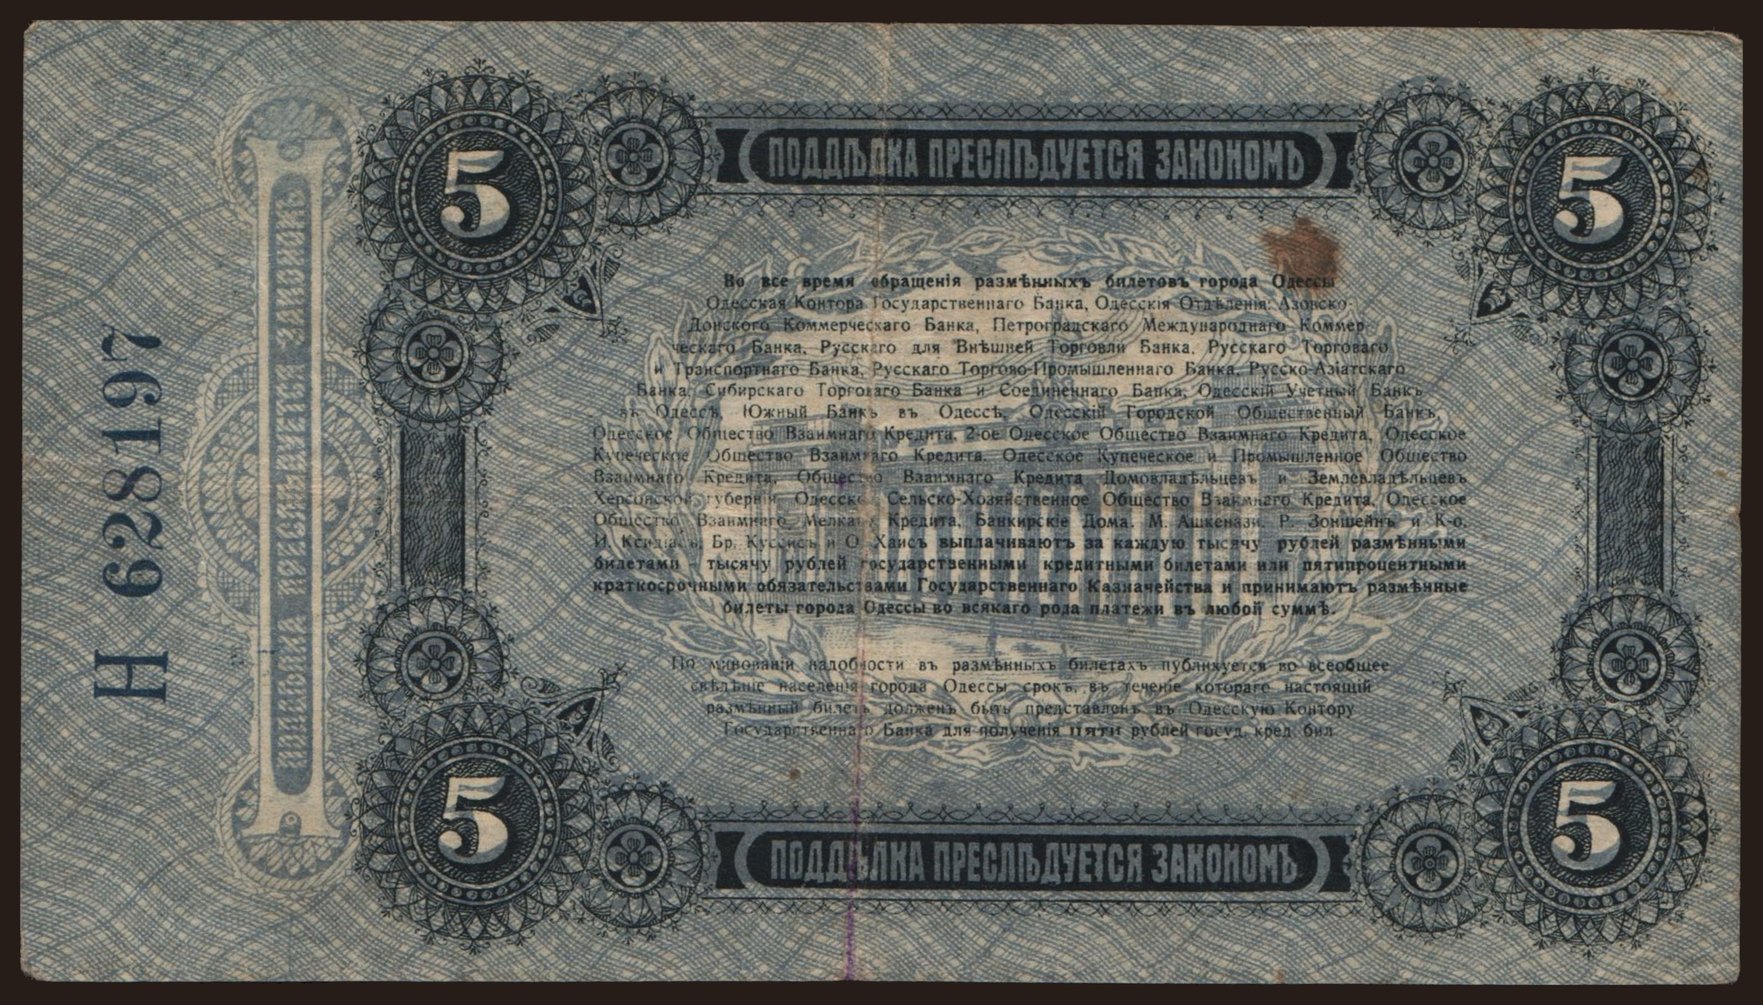 5
5
ПОДДѢЛКА ПРЕСЛѢДУЕТСЯ ЗАКОНОМЪ
Во все время обращенія размѣнныхъ билетовъ города Одессы
Одесская Контора Государственнаго Банка, Одесскія Отдѣленія: Азовско-
Донского Коммерческаго Банка, Петроградскаго Международнаго Коммер-
ческаго Банка, Русскаго для Внѣшней Торговли Банка, Русскаго Торговаго
и Транспортнаго Банка, Русскаго Торгово-Промышленнаго Банка, Русско-Азіатскаго
Банка, Сибирскаго Торговаго Банка и Соединеннаго Банка, Одесскій Учетный Банкъ
въ Одессѣ, Южный Банкъ въ Одессѣ, Одесскій Городской Общественный Банкъ,
Одесское Общество Взаимнаго Кредита, 2-ое Одесское Общество Взаимнаго Кредита, Одесское
Купеческое Общество Взаимнаго Кредита, Одесское Купеческое и Промышленное Общество
Взаимнаго Кредита, Общество Взаимнаго Кредита Домовладѣльцевъ и Землевладѣльцевъ
Херсонской губерніи, Одесское Сельско-Хозяйственное Общество Взаимнаго Кредита, Одесское
Общество Взаимнаго Мелкаго Кредита, Банкирскіе Дома: М. Ашкенази, Р. Зоншейнъ и К-о,
И. Ксидіасъ, Бр. Куссисъ и О. Хаисъ выплачиваютъ за каждую тысячу рублей размѣнными
билетами - тысячу рублей государственными кредитными билетами или пятипроцентными
краткосрочными обязательствами Государственнаго Казначейства и принимаютъ размѣнные
билеты города Одессы во всякаго рода платежи въ любой суммѣ.
По минованіи надобности въ размѣнныхъ билетахъ публикуется во всеобщее
свѣдѣніе населенія города Одессы срокъ, въ теченіе котораго настоящій
размѣнный билетъ долженъ быть представленъ въ Одесскую Контору
Государственнаго Банка для полученія пяти рублей госуд. кред. бил.
ПОДДѢЛКА ПРЕСЛѢДУЕТСЯ ЗАКОНОМЪ
5
5
Н 628197